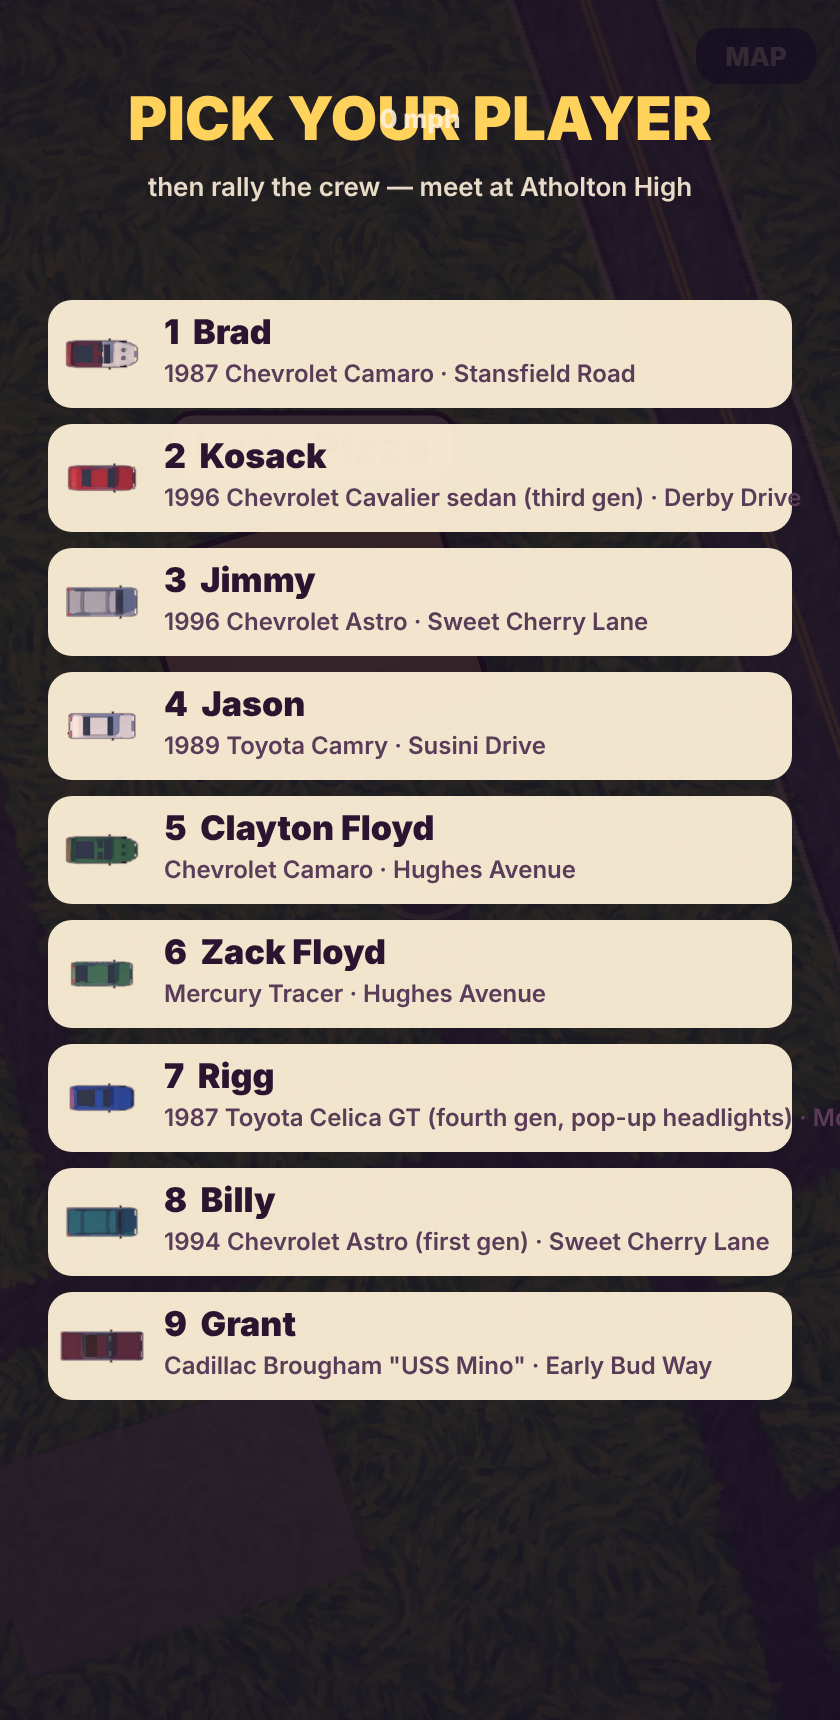 MAP
PICK YOUR PLAYER
0 mph
then rally the crew — meet at Atholton High
1 Brad
1987 Chevrolet Camaro · Stansfield Road
2 Kosack
1996 Chevrolet Cavalier sedan (third gen) · Derby Drive
3 Jimmy
1996 Chevrolet Astro · Sweet Cherry Lane
4 Jason
1989 Toyota Camry · Susini Drive
5 Clayton Floyd
Chevrolet Camaro · Hughes Avenue
6 Zack Floyd
Mercury Tracer · Hughes Avenue
7 Rigg
1987 Toyota Celica GT (fourth gen, pop-up headlights) ·
8 Billy
1994 Chevrolet Astro (first gen) · Sweet Cherry Lane
9 Grant
Cadillac Brougham "USS Mino" · Early Bud Way